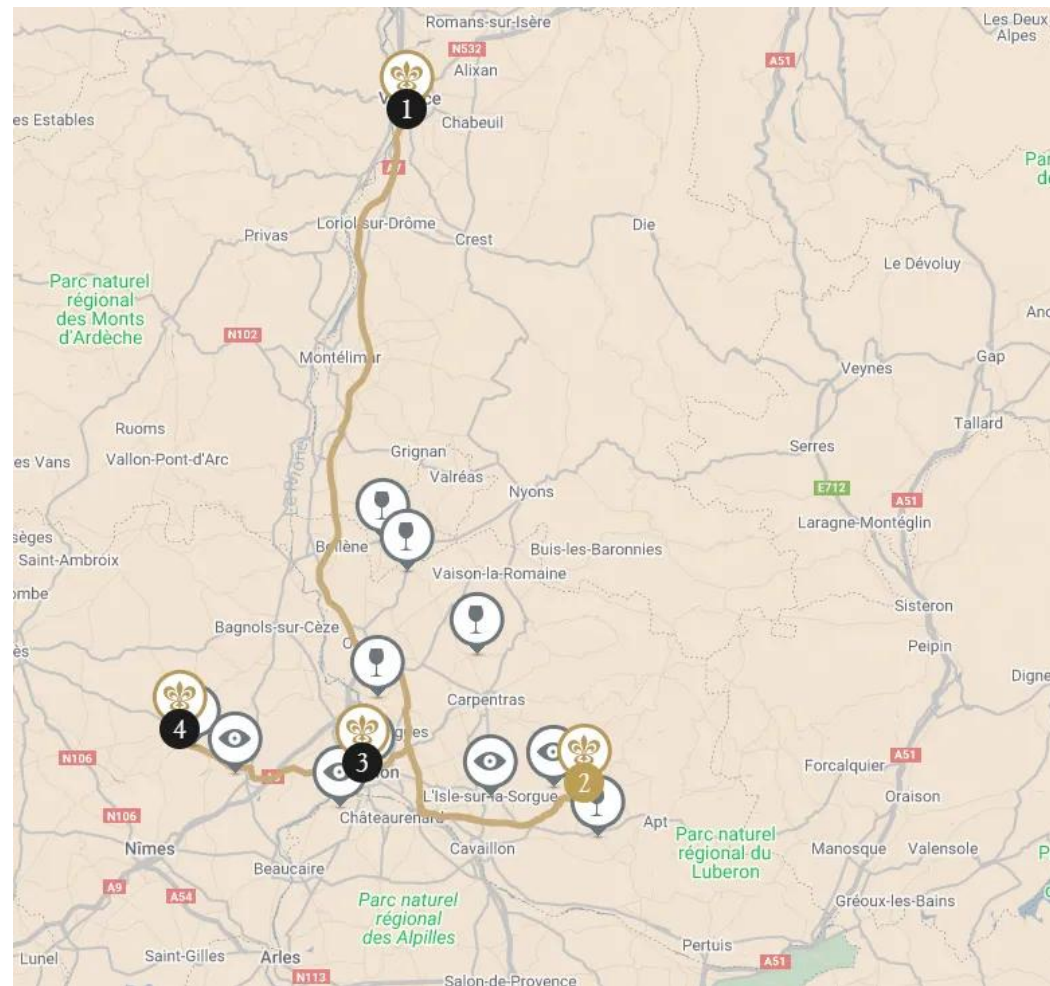 Romans-sur-Isère
Les Deux
Alpes
N532
A51
Alixan
1
es Estables
Chabeuil
Loriol-sur-Drôme
Die
Privas
Crest
Le Dévoluy
Parc naturel
régional
des Monts
d'Ardèche
N102
Montélimar
Gap
Veynes
Tallard
Ruoms
Grignan
Serres
es Vans
Vallon-Pont-d'Arc
Valréas
Nyons
E712
A51
Le Rhône
Laragne-Montéglin
Bollène
Buis-les-Baronnies
Saint-Ambroix
Vaison-la-Romaine
Sisteron
Bagnols-sur-Cèze
Peipin
Digne
Carpentras
4
3
2
N106
A51
Forcalquier
L'Isle-sur-la-Sorgue
Oraison
Châteaurenard
Apt
N106
Parc naturel
régional du
Luberon
Nîmes
Cavaillon
Manosque
Valensole
Beaucaire
A9
A54
Parc naturel
régional
des Alpilles
Gréoux-les-Bains
Lunel
Saint-Gilles
Arles
Pertuis
A51
N113
Salon-de-Provence